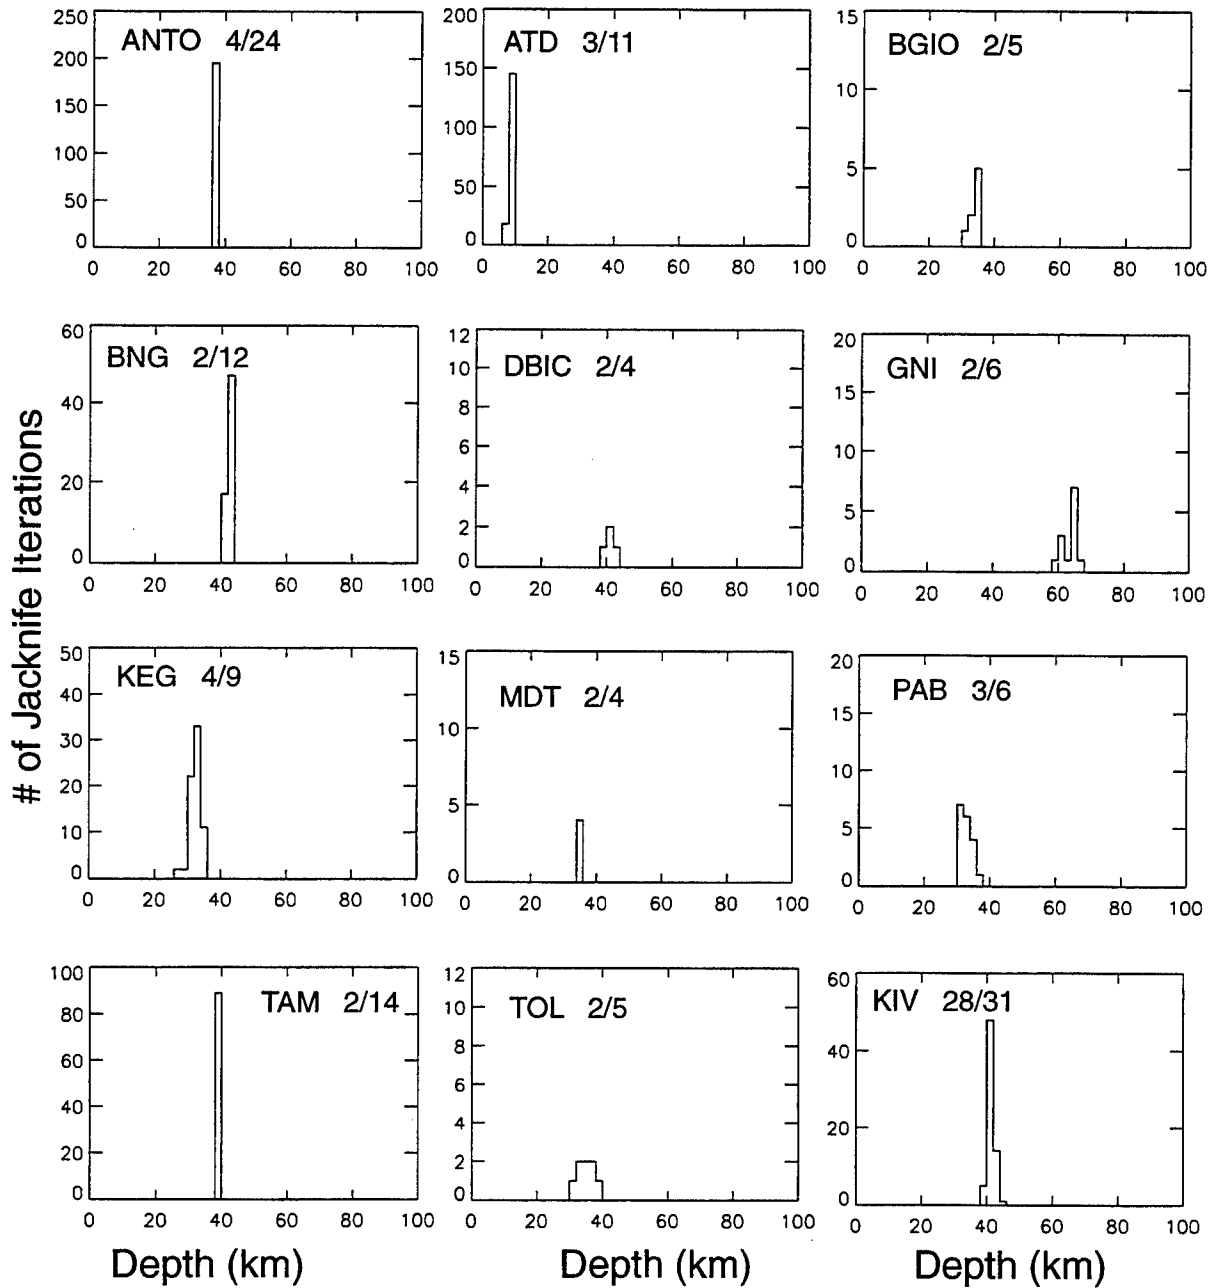 # of Jacknife Iterations
ANTO 4/24
250
200
150
100
50
0
0 20 40 60 80 100
ATD 3/11
200
150
100
50
0
0 20 40 60 80 100
BGIO 2/5
15
10
5
0
0 20 40 60 80 100
BNG 2/12
60
40
20
0
0 20 40 60 80 100
DBIC 2/4
12
10
8
6
4
2
0
0 20 40 60 80 100
GNI 2/6
20
15
10
5
0
0 20 40 60 80 100
KEG 4/9
50
40
30
20
10
0
0 20 40 60 80 100
MDT 2/4
15
10
5
0
0 20 40 60 80 100
PAB 3/6
20
15
10
5
0
0 20 40 60 80 100
TAM 2/14
100
80
60
40
20
0
0 20 40 60 80 100
TOL 2/5
12
10
8
6
4
2
0
0 20 40 60 80 100
KIV 28/31
60
40
20
0
0 20 40 60 80 100
Depth (km) Depth (km) Depth (km)